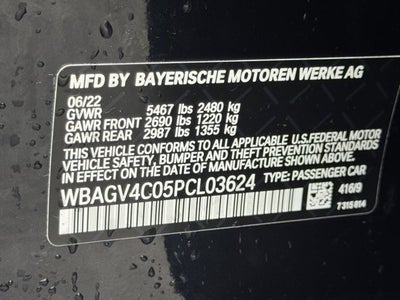 MFD BY BAYERISCHE MOTOREN WERKE AG
06/22
GVWR 5467 lbs 2480 kg
GAWR FRONT 2690 lbs 1220 kg
GAWR REAR 2987 lbs 1355 kg
THIS VEHICLE CONFORMS TO ALL APPLICABLE U.S.FEDERAL MOTOR
VEHICLE SAFETY, BUMPER, AND THEFT PREVENTION STANDARDS
IN EFFECT ON THE DATE OF MANUFACTURE SHOWN ABOVE.
WBAGV4C05PCL03624 TYPE: PASSENGER CAR
416/9
7315814